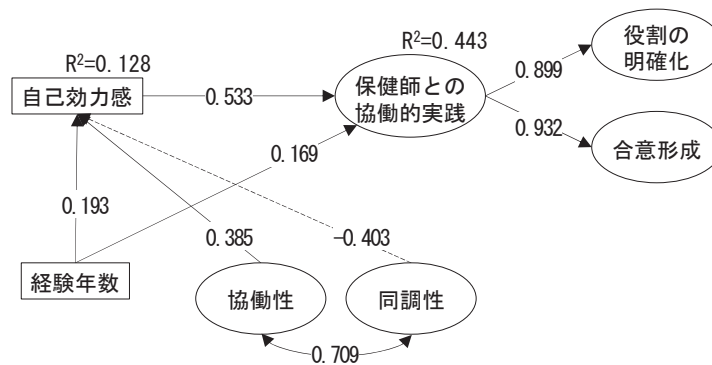 R²=0.443
役割の
明確化
R²=0.128
0.899
自己効力感
0.533
保健師との
協働的実践
0.932
合意形成
0.169
0.193
0.385
-0.403
経験年数
協働性
同調性
0.709